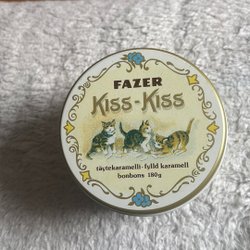 FAZER
KISS-KISS
täytekaramelli-fylld karamell
bonbons 180g